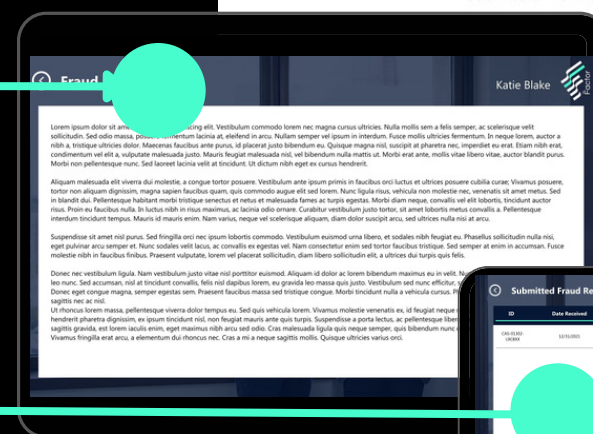 Fraud
Katie Blake
Factor
Lorem ipsum dolor sit amet, adipiscing elit. Vestibulum commodo lorem nec magna cursus ultricies. Nulla mollis sem a felis semper, ac scelerisque velit
sollicitudin. Sed odio massa, fermentum lacinia at, eleifend in arcu. Nullam semper vel ipsum in interdum. Fusce mollis ultricies fermentum. In neque lorem, auctor a
nibh a, tristique ultricies dolor. Maecenas faucibus ante purus, id placerat justo bibendum eu. Quisque magna nisl, suscipit at pharetra nec, imperdiet eu erat. Etiam nibh erat,
condimentum vel elit a, vulputate malesuada justo. Mauris feugiat malesuada nisl, vel bibendum nulla mattis ut. Morbi erat ante, mollis vitae libero vitae, auctor blandit purus.
Morbi non pellentesque nunc. Sed laoreet lacinia velit at tincidunt. Ut dictum nibh eget ex cursus hendrerit.
Aliquam malesuada elit viverra dui molestie, a congue tortor posuere. Vestibulum ante ipsum primis in faucibus orci luctus et ultrices posuere cubilia curae; Vivamus posuere,
tortor non aliquam dignissim, magna sapien faucibus quam, quis commodo augue elit sed lorem. Nunc ligula risus, vehicula non molestie nec, venenatis sit amet metus. Sed
in blandit dui. Pellentesque habitant morbi tristique senectus et netus et malesuada fames ac turpis egestas. Morbi diam neque, convallis vel elit lobortis, tincidunt auctor
risus. Proin eu faucibus nulla. In luctus nibh in risus maximus, ac lacinia odio ornare. Curabitur vestibulum justo tortor, sit amet lobortis metus convallis a. Pellentesque
interdum tincidunt tempus. Mauris id mauris enim. Nam varius, neque vel scelerisque aliquam, diam dolor suscipit arcu, sed ultrices nulla nisi at arcu.
Suspendisse sit amet nisl purus. Sed fringilla orci nec ipsum lobortis commodo. Vestibulum euismod urna libero, et sodales nibh feugiat eu. Phasellus sollicitudin nulla nisi,
eget pulvinar arcu semper et. Nunc sodales velit lacus, ac convallis ex egestas vel. Nam consectetur enim sed tortor faucibus tristique. Sed semper at enim in accumsan. Fusce
molestie nibh in faucibus finibus. Praesent vulputate, lorem vel placerat sollicitudin, diam libero sollicitudin elit, a ultrices dui turpis quis felis.
Donec nec vestibulum ligula. Nam vestibulum justo vitae nisl porttitor euismod. Aliquam id dolor ac lorem bibendum maximus eu in velit.
leo nunc. Sed accumsan, nisl at tincidunt convallis, felis nisl dapibus lorem, eu gravida leo massa quis justo. Vestibulum sed nunc efficitur,
Donec eget congue magna, semper egestas sem. Praesent faucibus massa sed tristique congue. Morbi tincidunt nulla a vehicula cursus.
sagittis nec ac nisl.
Ut rhoncus lorem massa, pellentesque viverra dolor tempus eu. Sed quis vehicula lorem. Vivamus molestie venenatis ex, id feugiat neque
hendrerit pharetra dignissim, ex ipsum tincidunt nisl, non feugiat mauris ante quis turpis. Suspendisse a porta lectus, ac pellentesque
sagittis gravida, est lorem iaculis enim, eget maximus nibh arcu sed odio. Cras malesuada ligula quis neque semper, quis bibendum nunc
Vivamus fringilla erat arcu, a elementum dui rhoncus nec. Cras a mi a neque sagittis mollis. Quisque ultricies varius orci.
Submitted Fraud Re
ID Date Received
12/31/2021